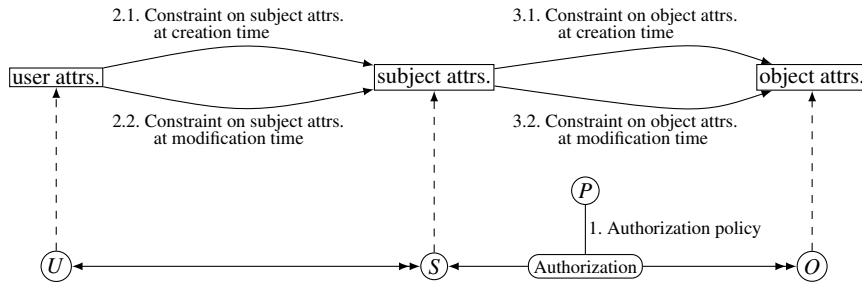 2.1. Constraint on subject attrs.
at creation time
3.1. Constraint on object attrs.
at creation time
user attrs.
subject attrs.
object attrs.
2.2. Constraint on subject attrs.
at modification time
3.2. Constraint on object attrs.
at modification time
P
1. Authorization policy
U
S
Authorization
O